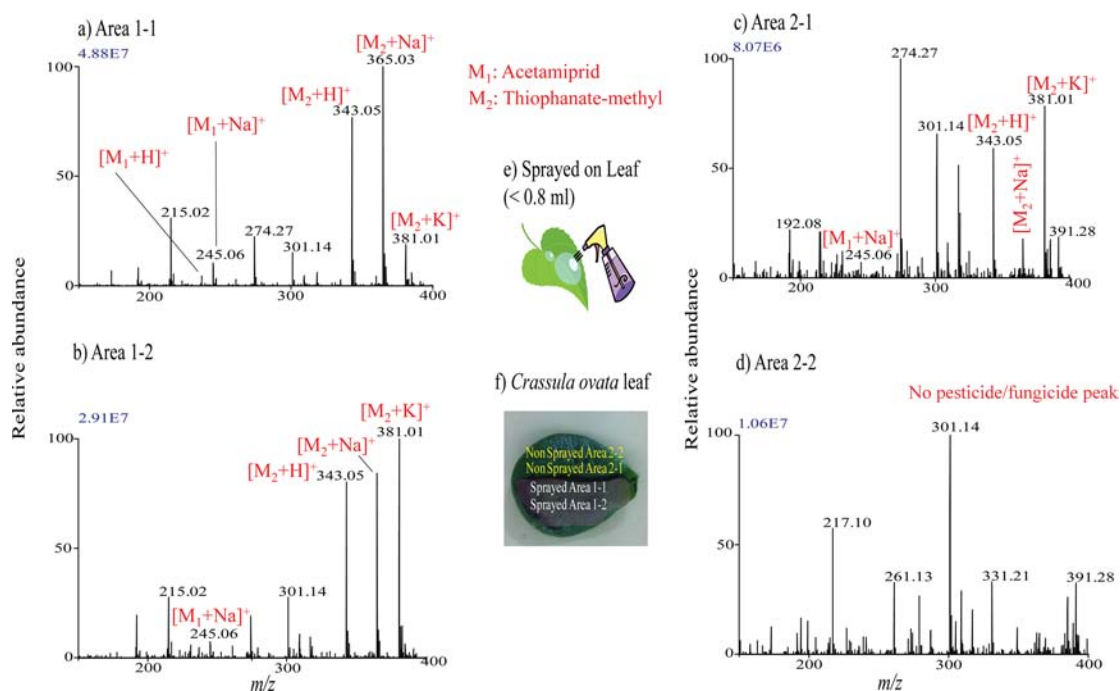 a) Area 1-1
4.88E7
[M₂+Na]⁺
365.03
[M₂+H]⁺
343.05
[M₁+Na]⁺
[M₁+H]⁺
215.02
245.06
274.27
301.14
[M₂+K]⁺
381.01
100
50
0
200
300
400
M₁: Acetamiprid
M₂: Thiophanate-methyl
e) Sprayed on Leaf
(< 0.8 ml)
c) Area 2-1
8.07E6
274.27
[M₂+K]⁺
381.01
301.14
[M₂+H]⁺
343.05
[M₂+Na]⁺
192.08
[M₁+Na]⁺
245.06
391.28
100
50
0
200
300
400
Relative abundance
Relative abundance
b) Area 1-2
2.91E7
[M₂+K]⁺
381.01
[M₂+Na]⁺
[M₂+H]⁺
343.05
215.02
301.14
[M₁+Na]⁺
245.06
100
50
0
200
300
400
m/z
f) Crassula ovata leaf
Non Sprayed Area 2-2
Non Sprayed Area 2-1
Sprayed Area 1-1
Sprayed Area 1-2
d) Area 2-2
No pesticide/fungicide peak
1.06E7
301.14
217.10
261.13
331.21
391.28
100
50
0
200
300
400
m/z